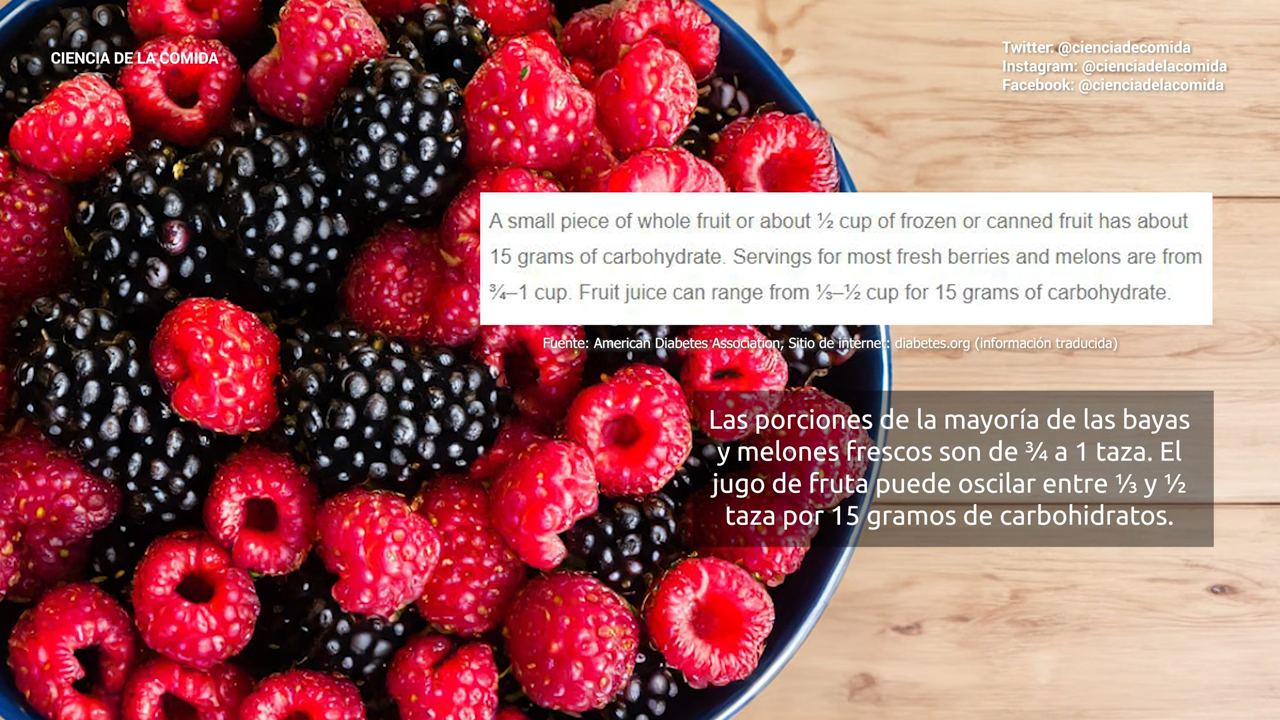 CIENCIA DE LA COMIDA
Twitter: @cienciadecomida
Instagram: @cienciadelacomida
Facebook: @cienciadelacomida
A small piece of whole fruit or about ½ cup of frozen or canned fruit has about
15 grams of carbohydrate. Servings for most fresh berries and melons are from
¾–1 cup. Fruit juice can range from ⅓–½ cup for 15 grams of carbohydrate.
Fuente: American Diabetes Association, Sitio de internet: diabetes.org (información traducida)
Las porciones de la mayoría de las bayas
y melones frescos son de ¾ a 1 taza. El
jugo de fruta puede oscilar entre ⅓ y ½
taza por 15 gramos de carbohidratos.